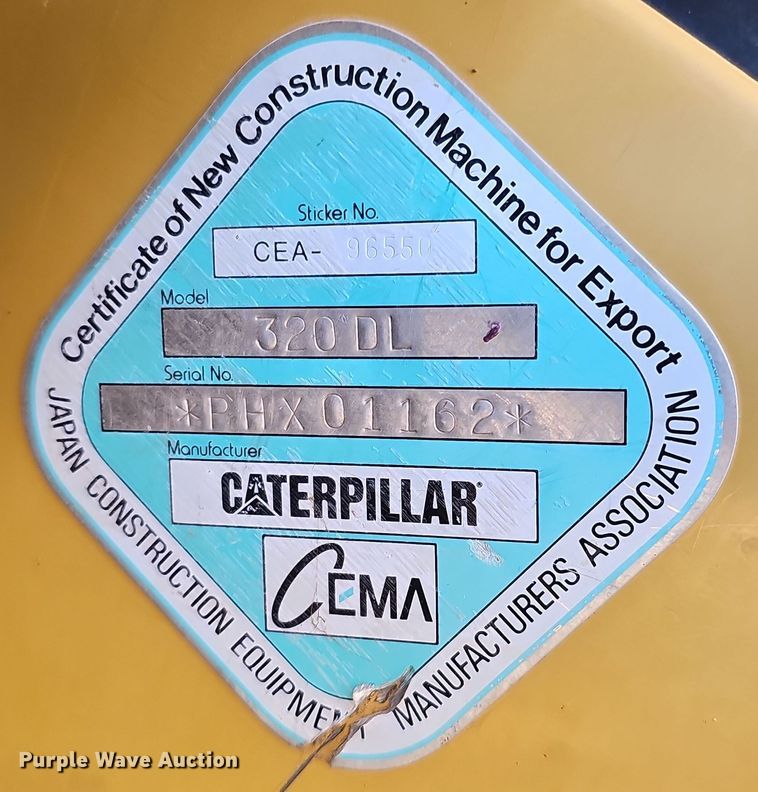 Certificate of New Construction Machine for Export
Sticker No.
CEA- 96550
Model
320 DL
Serial No.
*PHX01162*
Manufacturer
CATERPILLAR®
CEMA
JAPAN CONSTRUCTION EQUIPMENT MANUFACTURERS ASSOCIATION
Purple Wave Auction